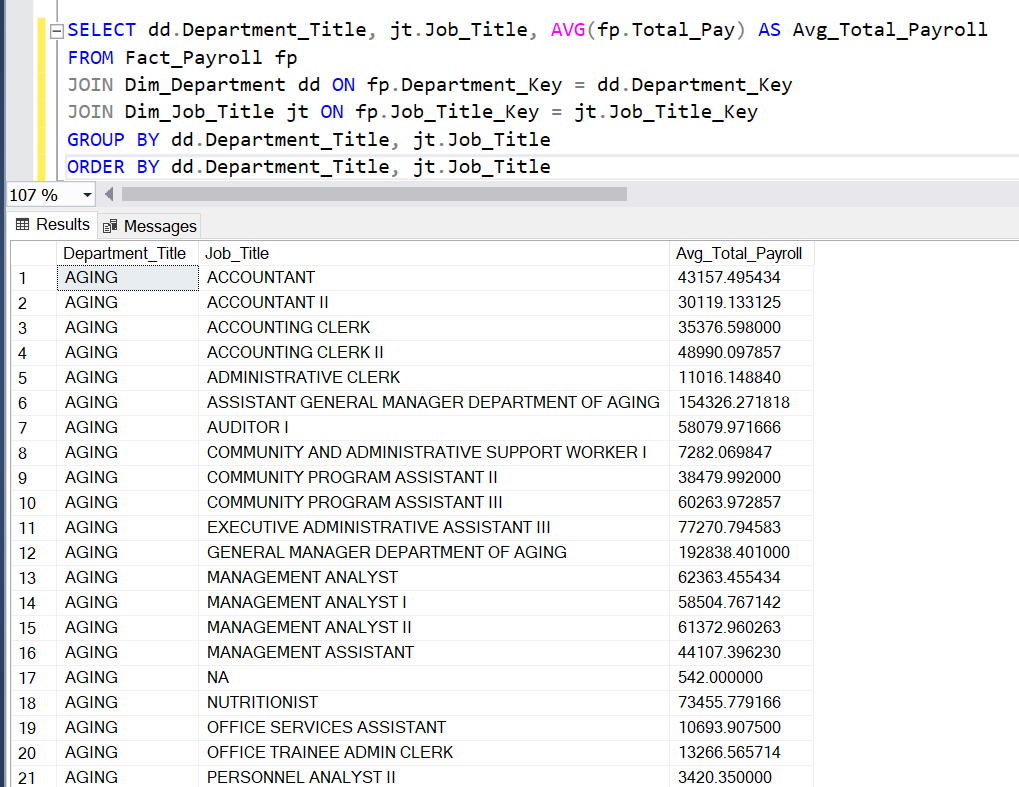 SELECT dd.Department_Title, jt.Job_Title, AVG(fp.Total_Pay) AS Avg_Total_Payroll
FROM Fact_Payroll fp
JOIN Dim_Department dd ON fp.Department_Key = dd.Department_Key
JOIN Dim_Job_Title jt ON fp.Job_Title_Key = jt.Job_Title_Key
GROUP BY dd.Department_Title, jt.Job_Title
ORDER BY dd.Department_Title, jt.Job_Title
107 %
Results Messages
Department_Title Job_Title Avg_Total_Payroll
1 AGING ACCOUNTANT 43157.495434
2 AGING ACCOUNTANT II 30119.133125
3 AGING ACCOUNTING CLERK 35376.598000
4 AGING ACCOUNTING CLERK II 48990.097857
5 AGING ADMINISTRATIVE CLERK 11016.148840
6 AGING ASSISTANT GENERAL MANAGER DEPARTMENT OF AGING 154326.271818
7 AGING AUDITOR I 58079.971666
8 AGING COMMUNITY AND ADMINISTRATIVE SUPPORT WORKER I 7282.069847
9 AGING COMMUNITY PROGRAM ASSISTANT II 38479.992000
10 AGING COMMUNITY PROGRAM ASSISTANT III 60263.972857
11 AGING EXECUTIVE ADMINISTRATIVE ASSISTANT III 77270.794583
12 AGING GENERAL MANAGER DEPARTMENT OF AGING 192838.401000
13 AGING MANAGEMENT ANALYST 62363.455434
14 AGING MANAGEMENT ANALYST I 58504.767142
15 AGING MANAGEMENT ANALYST II 61372.960263
16 AGING MANAGEMENT ASSISTANT 44107.396230
17 AGING NA 542.000000
18 AGING NUTRITIONIST 73455.779166
19 AGING OFFICE SERVICES ASSISTANT 10693.907500
20 AGING OFFICE TRAINEE ADMIN CLERK 13266.565714
21 AGING PERSONNEL ANALYST II 3420.350000